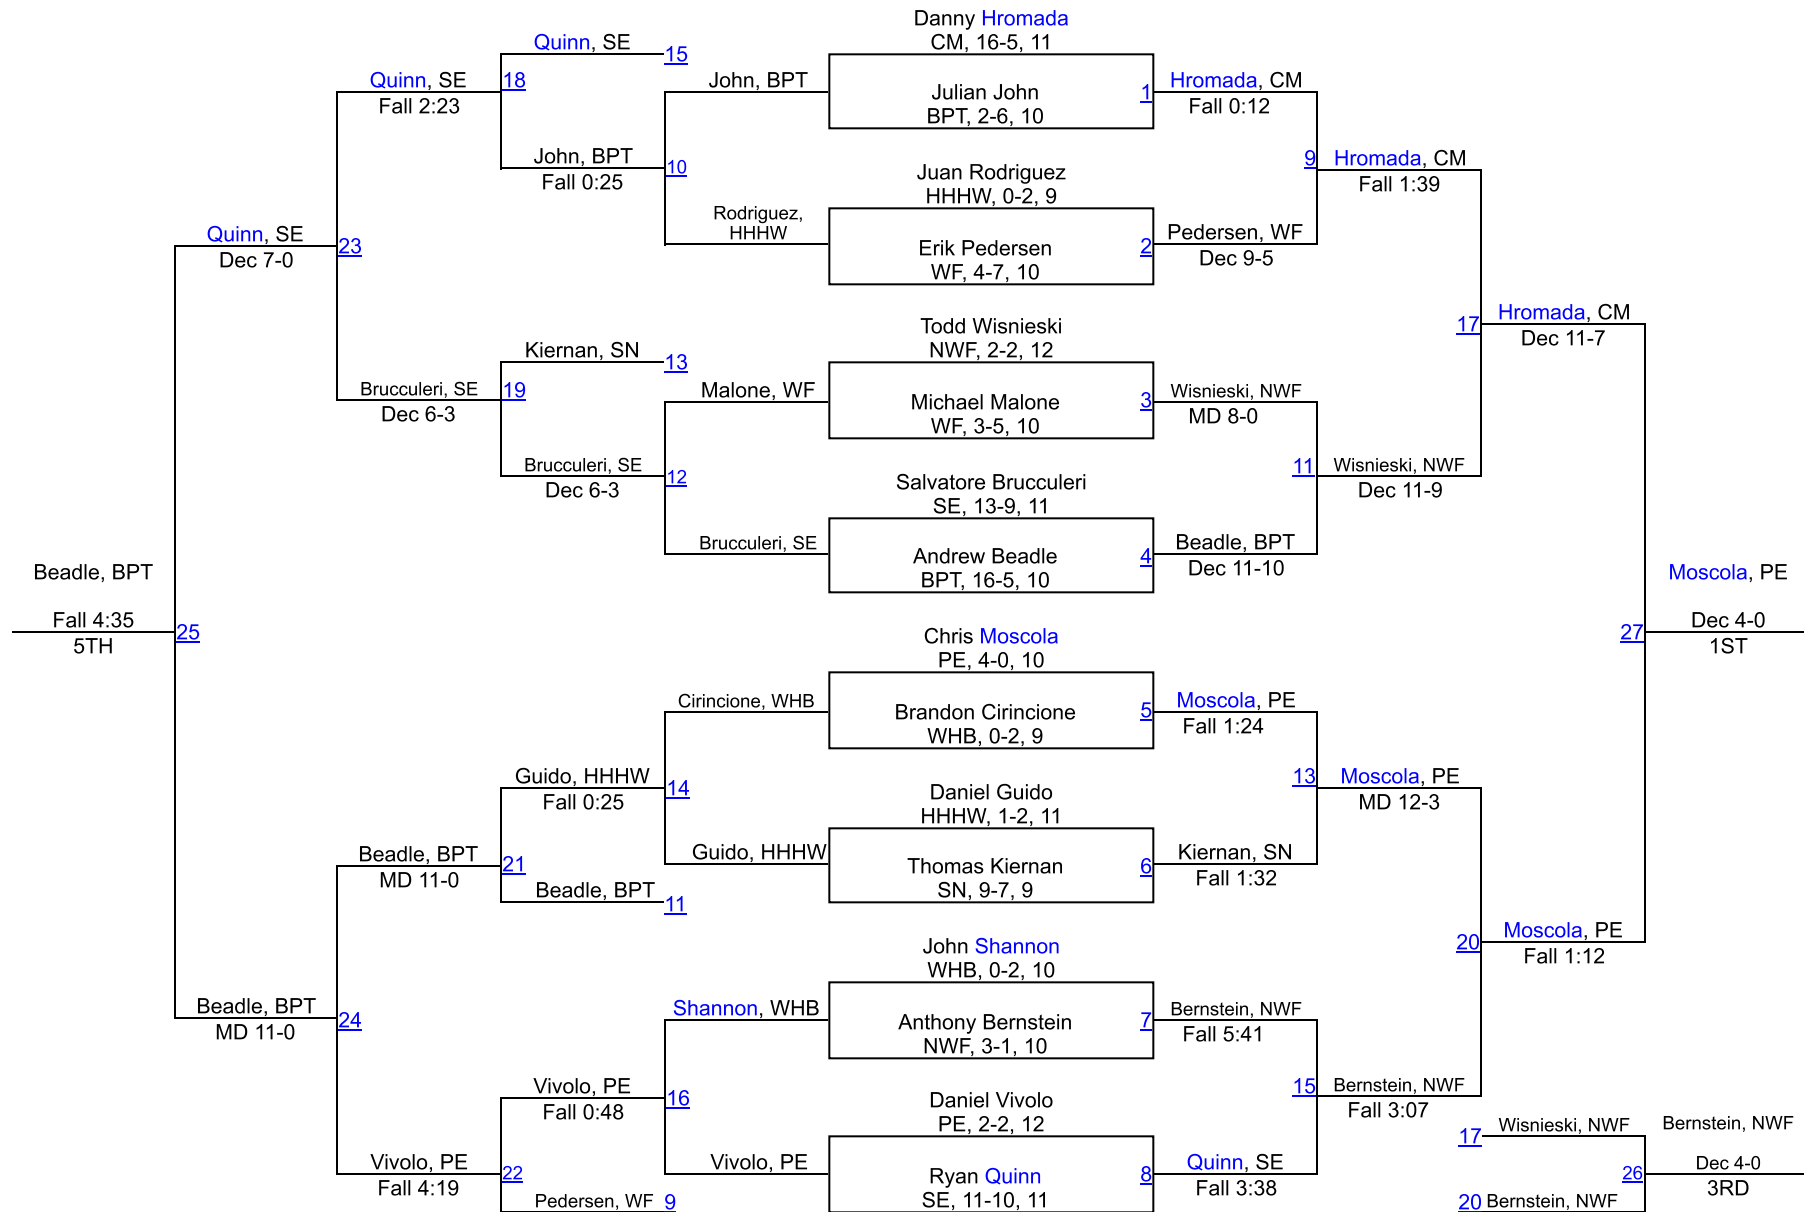 Danny Hromada
CM, 16-5, 11
Quinn, SE
15
Quinn, SE
18
Fall 2:23
John, BPT
Julian John
BPT, 2-6, 10
1
Hromada, CM
Fall 0:12
John, BPT
Fall 0:25
10
Juan Rodriguez
HHHW, 0-2, 9
9
Hromada, CM
Fall 1:39
Rodriguez,
HHHW
Erik Pedersen
WF, 4-7, 10
2
Pedersen, WF
Dec 9-5
Quinn, SE
Dec 7-0
23
Todd Wisnieski
NWF, 2-2, 12
17
Hromada, CM
Dec 11-7
Kiernan, SN
13
Brucculeri, SE
Dec 6-3
19
Malone, WF
Michael Malone
WF, 3-5, 10
3
Wisnieski, NWF
MD 8-0
Brucculeri, SE
Dec 6-3
12
Salvatore Brucculeri
SE, 13-9, 11
11
Wisnieski, NWF
Dec 11-9
Brucculeri, SE
Andrew Beadle
BPT, 16-5, 10
4
Beadle, BPT
Dec 11-10
Beadle, BPT
Fall 4:35
5TH
25
Chris Moscola
PE, 4-0, 10
27
Moscola, PE
Dec 4-0
1ST
Cirincione, WHB
Brandon Cirincione
WHB, 0-2, 9
5
Moscola, PE
Fall 1:24
Guido, HHHW
Fall 0:25
14
Daniel Guido
HHHW, 1-2, 11
13
Moscola, PE
MD 12-3
Beadle, BPT
MD 11-0
21
Guido, HHHW
Thomas Kiernan
SN, 9-7, 9
6
Kiernan, SN
Fall 1:32
Beadle, BPT
11
John Shannon
WHB, 0-2, 10
20
Moscola, PE
Fall 1:12
Beadle, BPT
MD 11-0
24
Shannon, WHB
Anthony Bernstein
NWF, 3-1, 10
7
Bernstein, NWF
Fall 5:41
Vivolo, PE
Fall 0:48
16
Daniel Vivolo
PE, 2-2, 12
15
Bernstein, NWF
Fall 3:07
Vivolo, PE
Fall 4:19
22
Vivolo, PE
Ryan Quinn
SE, 11-10, 11
8
Quinn, SE
Fall 3:38
Pedersen, WF
9
17
Wisnieski, NWF
Bernstein, NWF
26
Dec 4-0
3RD
20
Bernstein, NWF